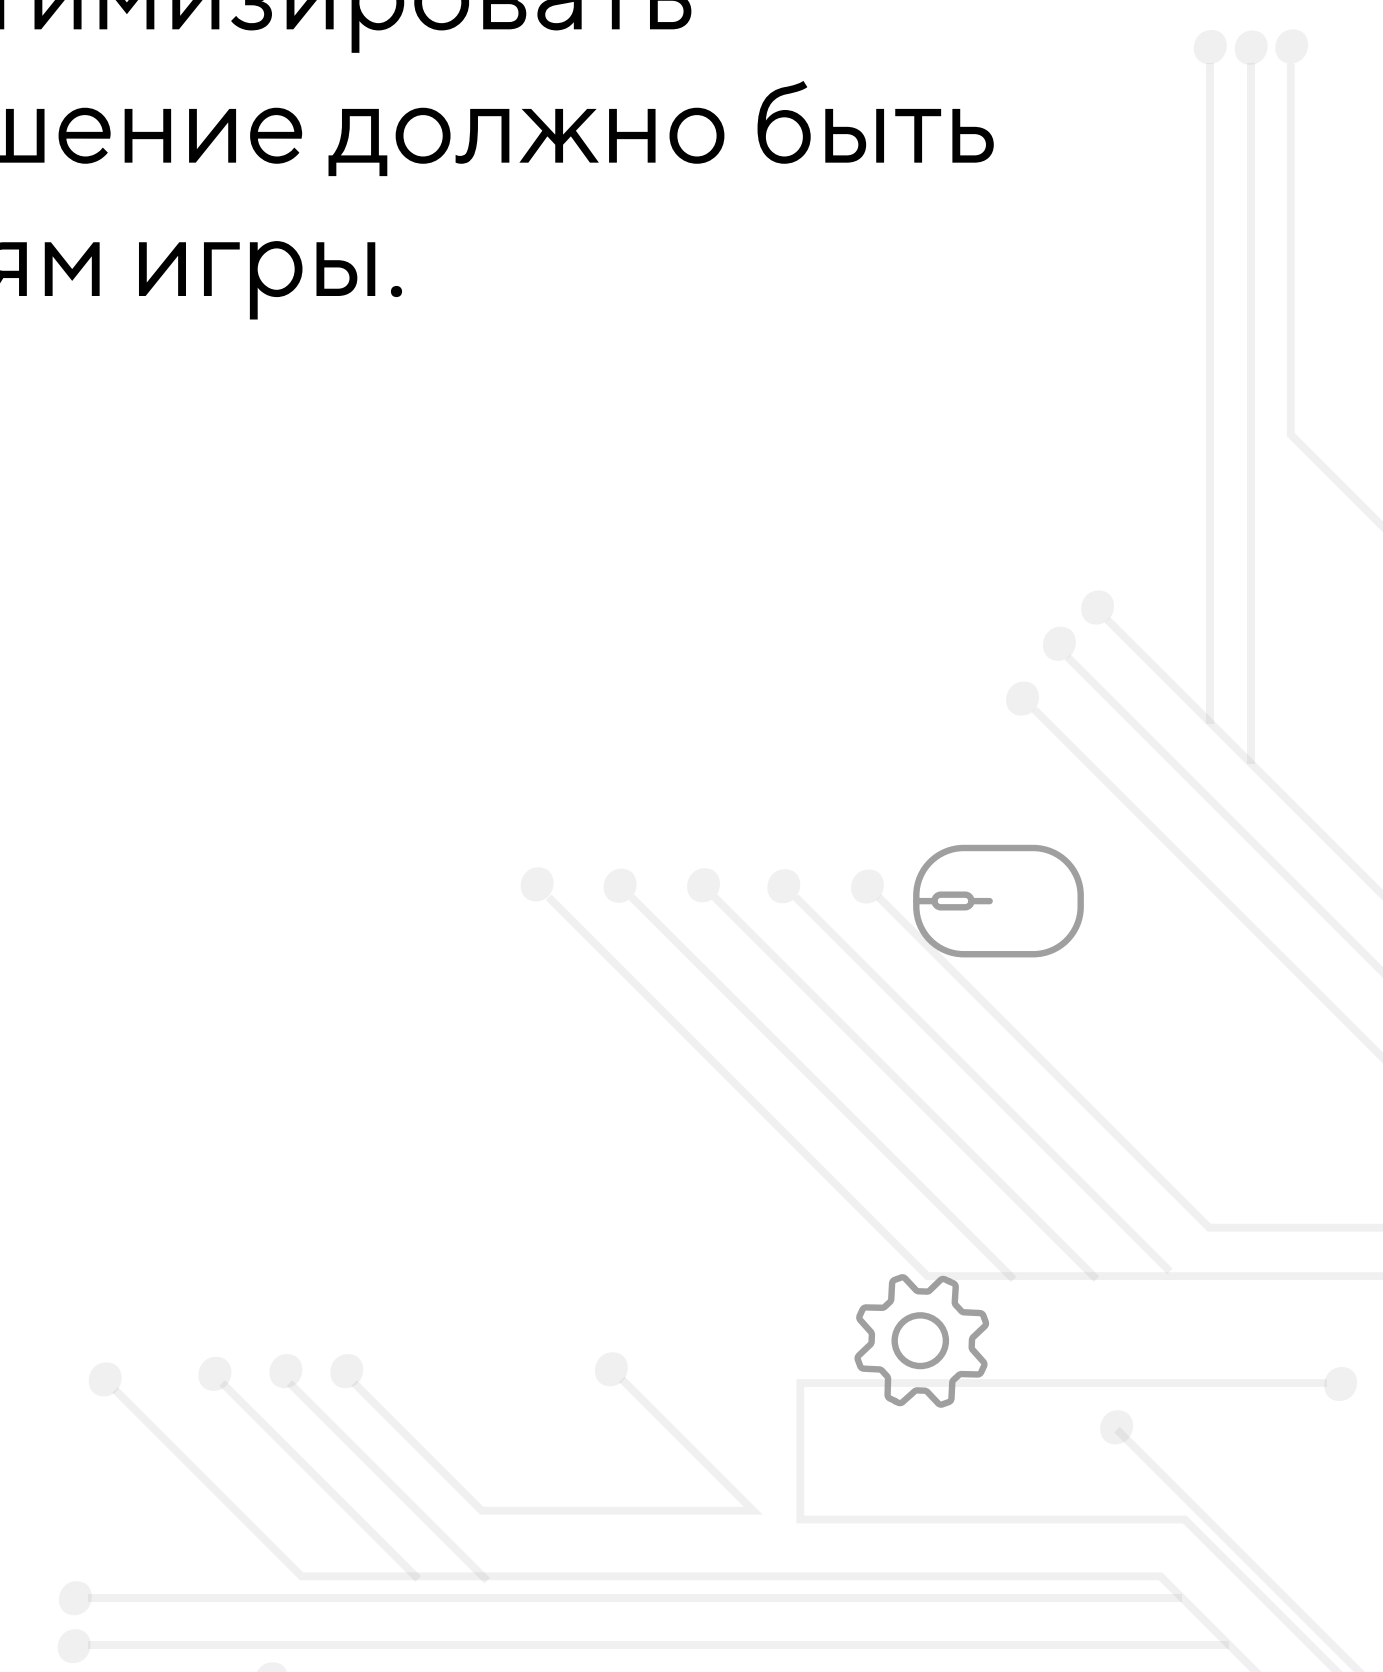 тимизировать
шение должно быть
ям игры.